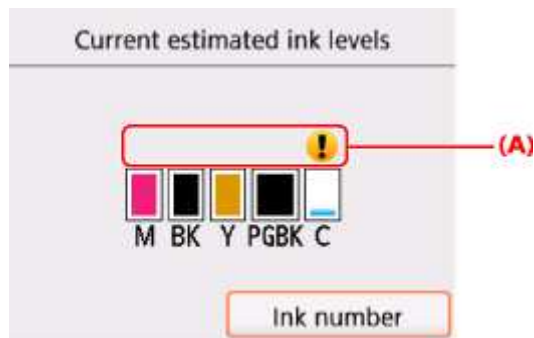 Current estimated ink levels
!
(A)
M BK Y PGBK C
Ink number